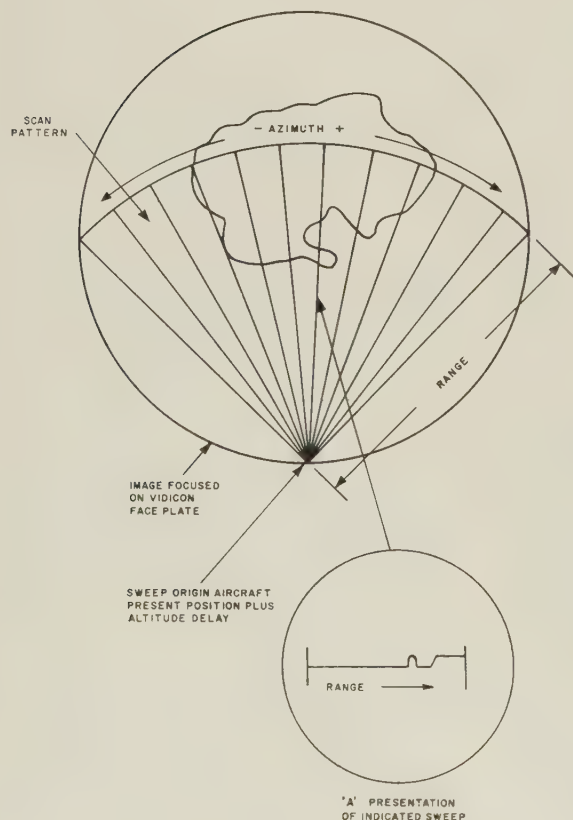 SCAN
PATTERN
- AZIMUTH +
RANGE
IMAGE FOCUSED
ON VIDICON
FACE PLATE
SWEEP ORIGIN AIRCRAFT
PRESENT POSITION PLUS
ALTITUDE DELAY
RANGE
'A' PRESENTATION
OF INDICATED SWEEP